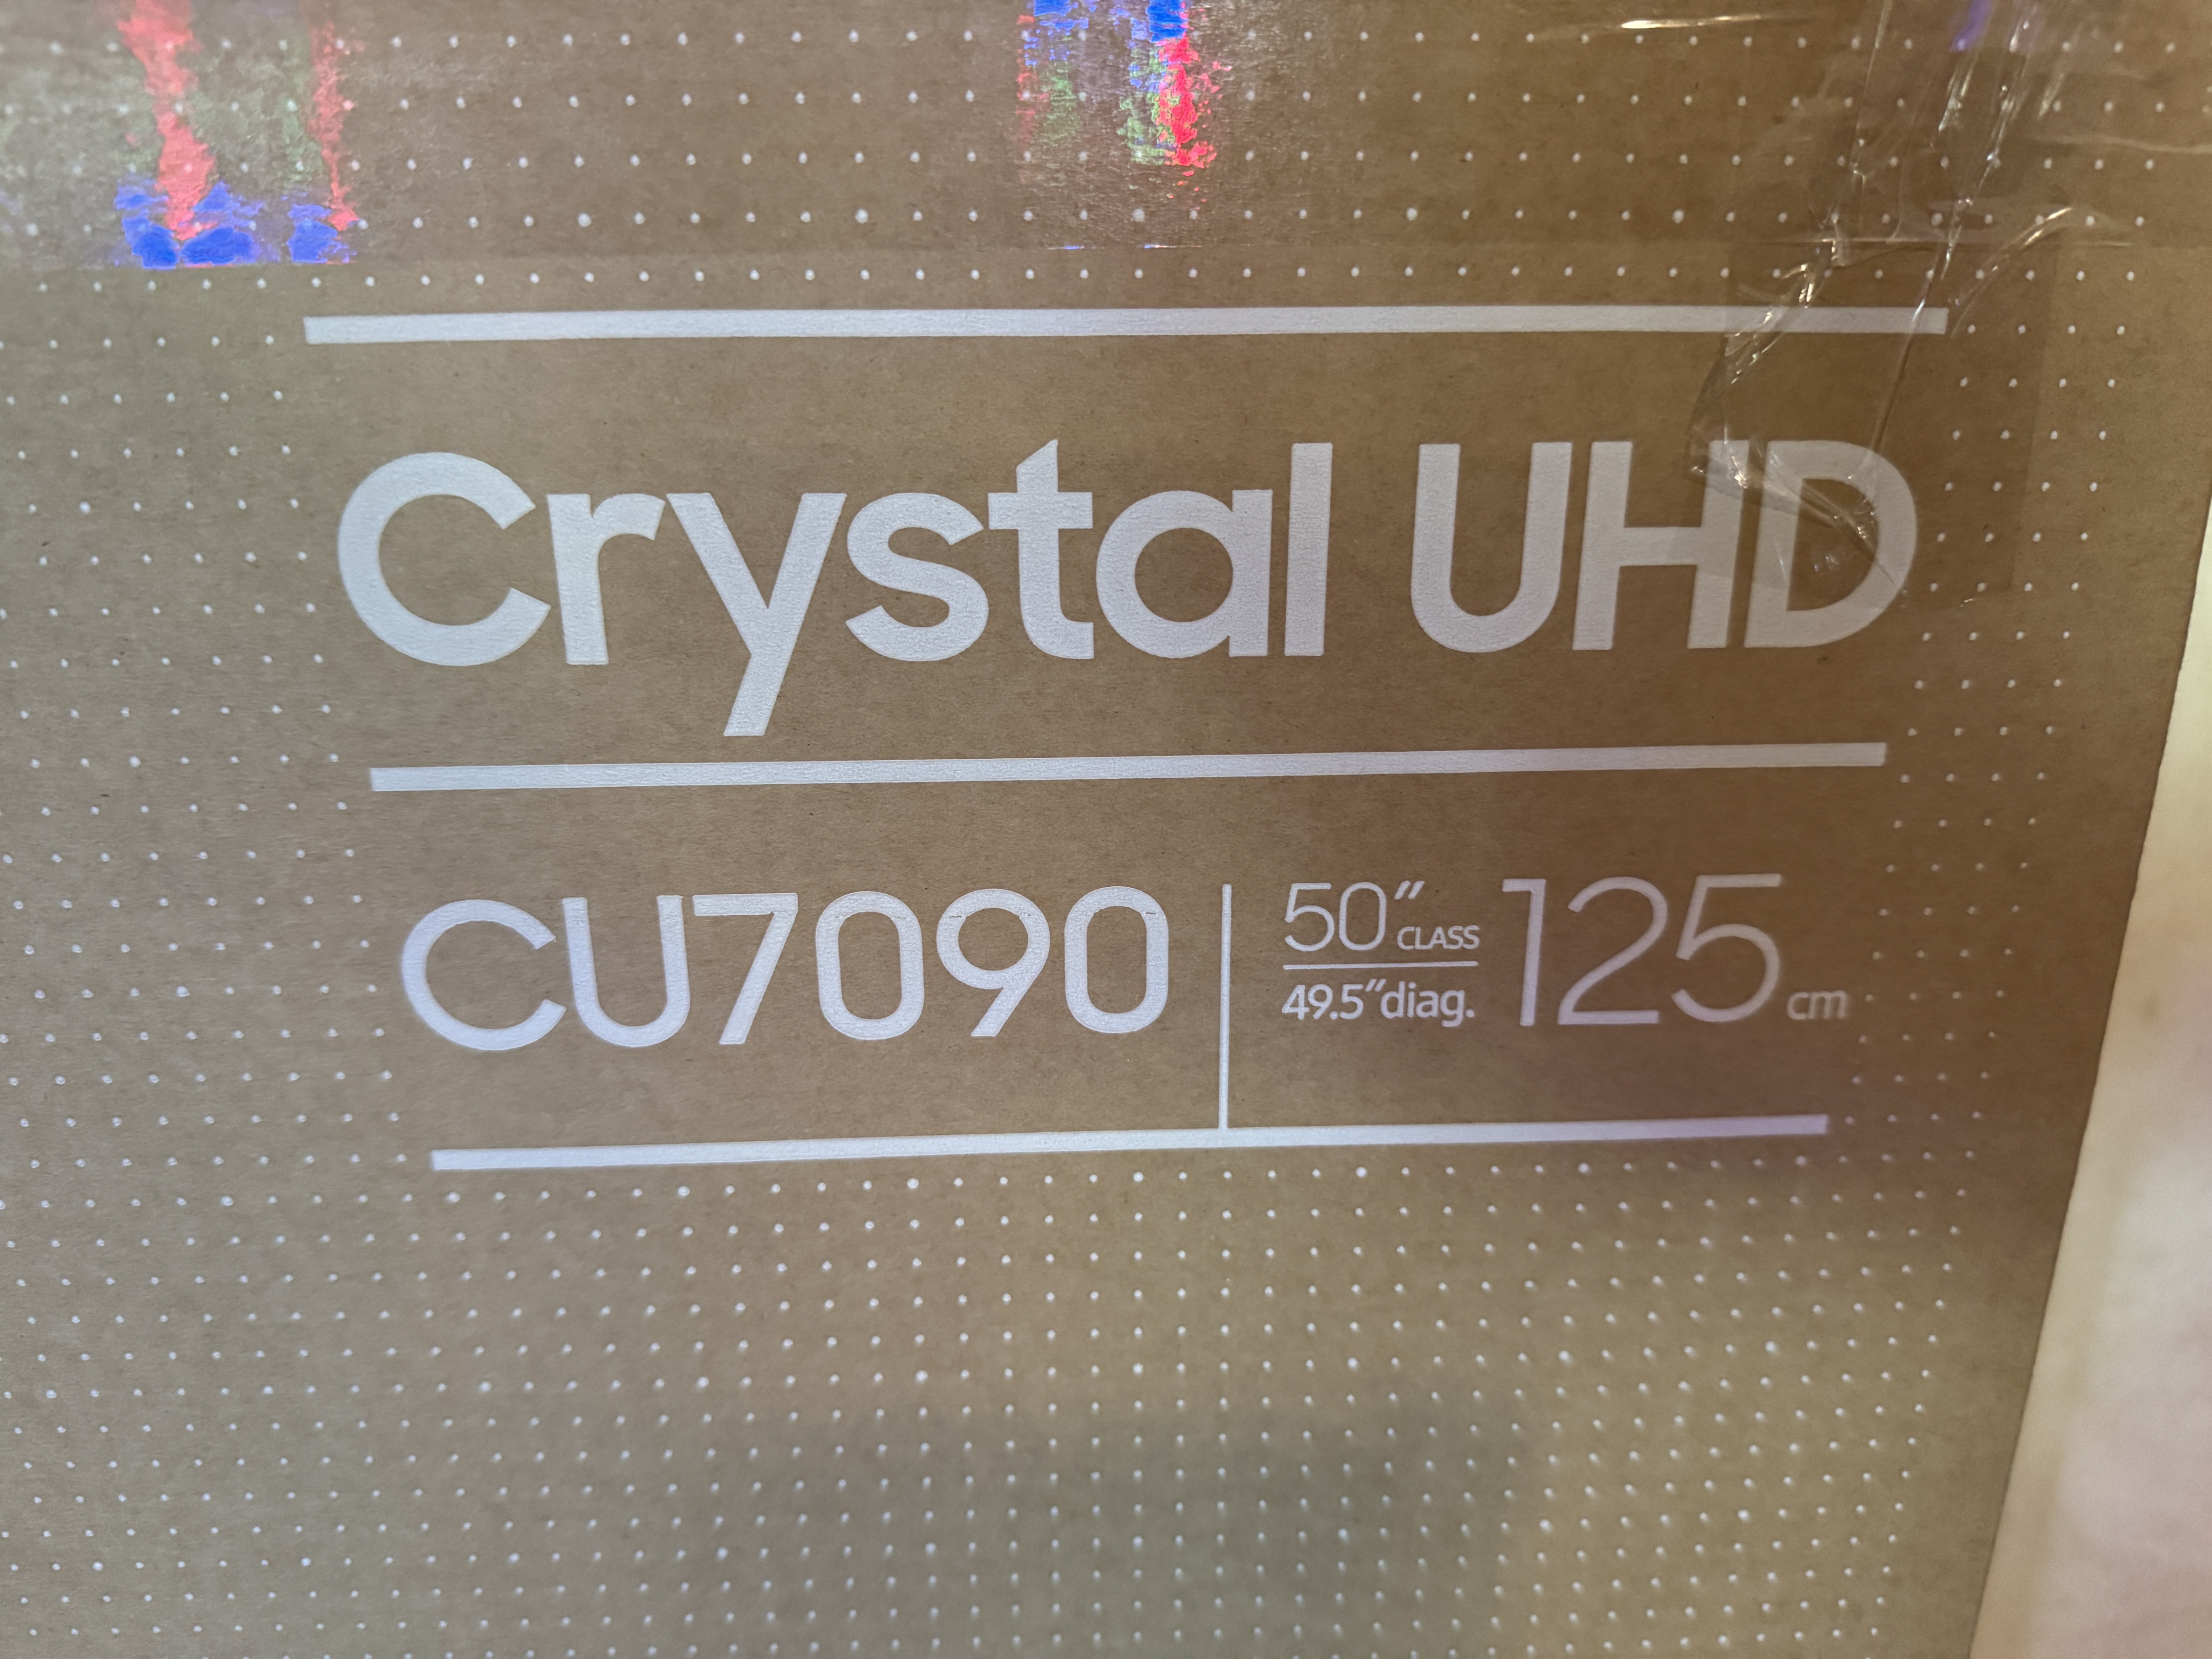 Crystal UHD
CU7090
50" CLASS
49.5" diag.
125 cm